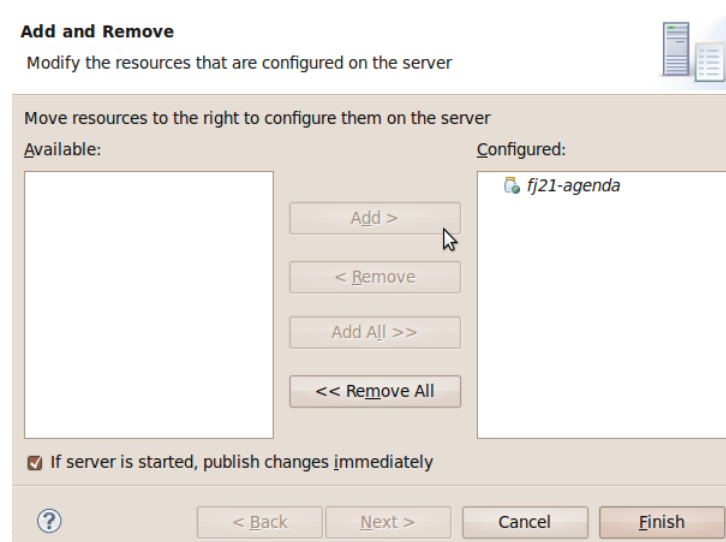 Add and Remove
Modify the resources that are configured on the server
Move resources to the right to configure them on the server
Available:
Configured:
fj21-agenda
Add >
< Remove
Add All >>
<< Remove All
If server is started, publish changes immediately
?
< Back
Next >
Cancel
Finish